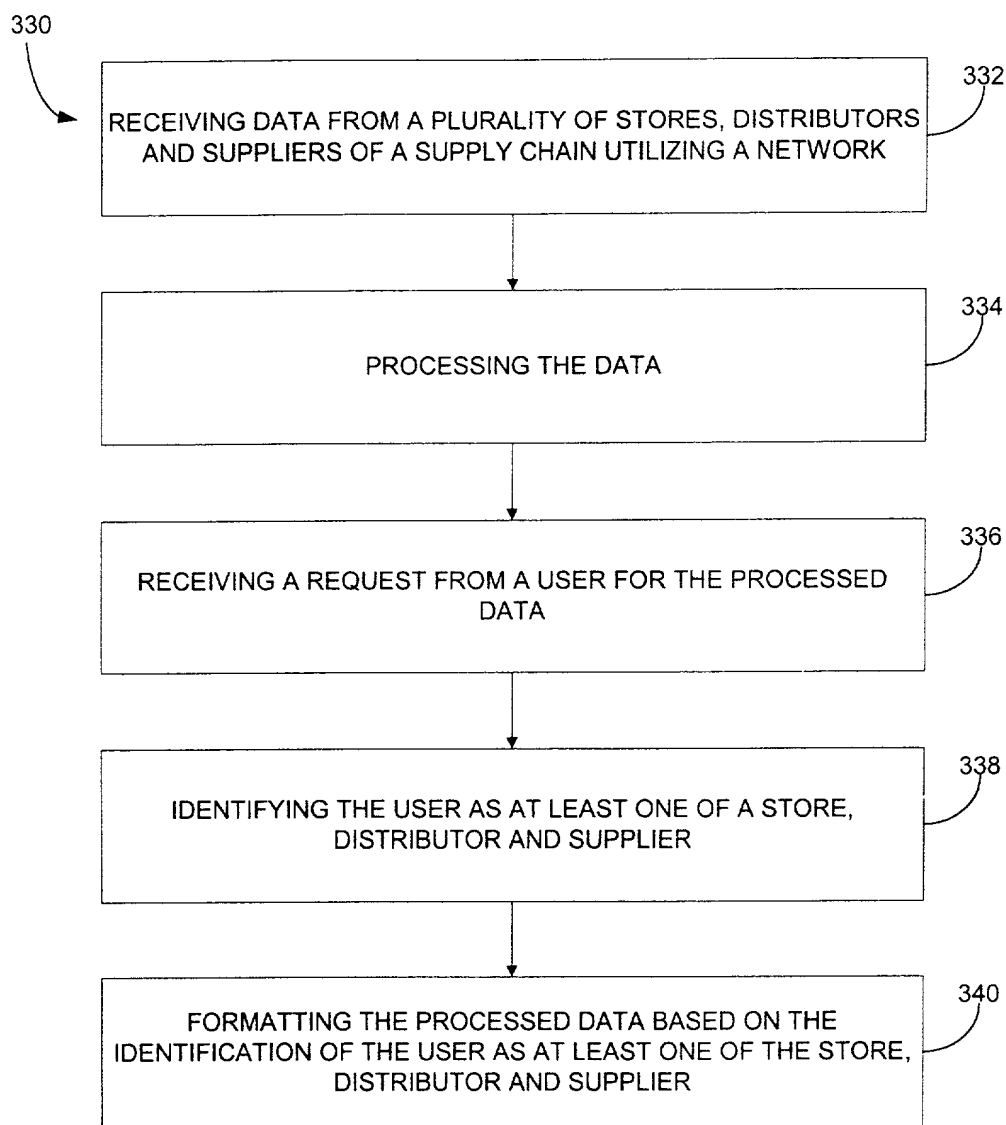 330
332
RECEIVING DATA FROM A PLURALITY OF STORES, DISTRIBUTORS
AND SUPPLIERS OF A SUPPLY CHAIN UTILIZING A NETWORK
334
PROCESSING THE DATA
336
RECEIVING A REQUEST FROM A USER FOR THE PROCESSED
DATA
338
IDENTIFYING THE USER AS AT LEAST ONE OF A STORE,
DISTRIBUTOR AND SUPPLIER
340
FORMATTING THE PROCESSED DATA BASED ON THE
IDENTIFICATION OF THE USER AS AT LEAST ONE OF THE STORE,
DISTRIBUTOR AND SUPPLIER